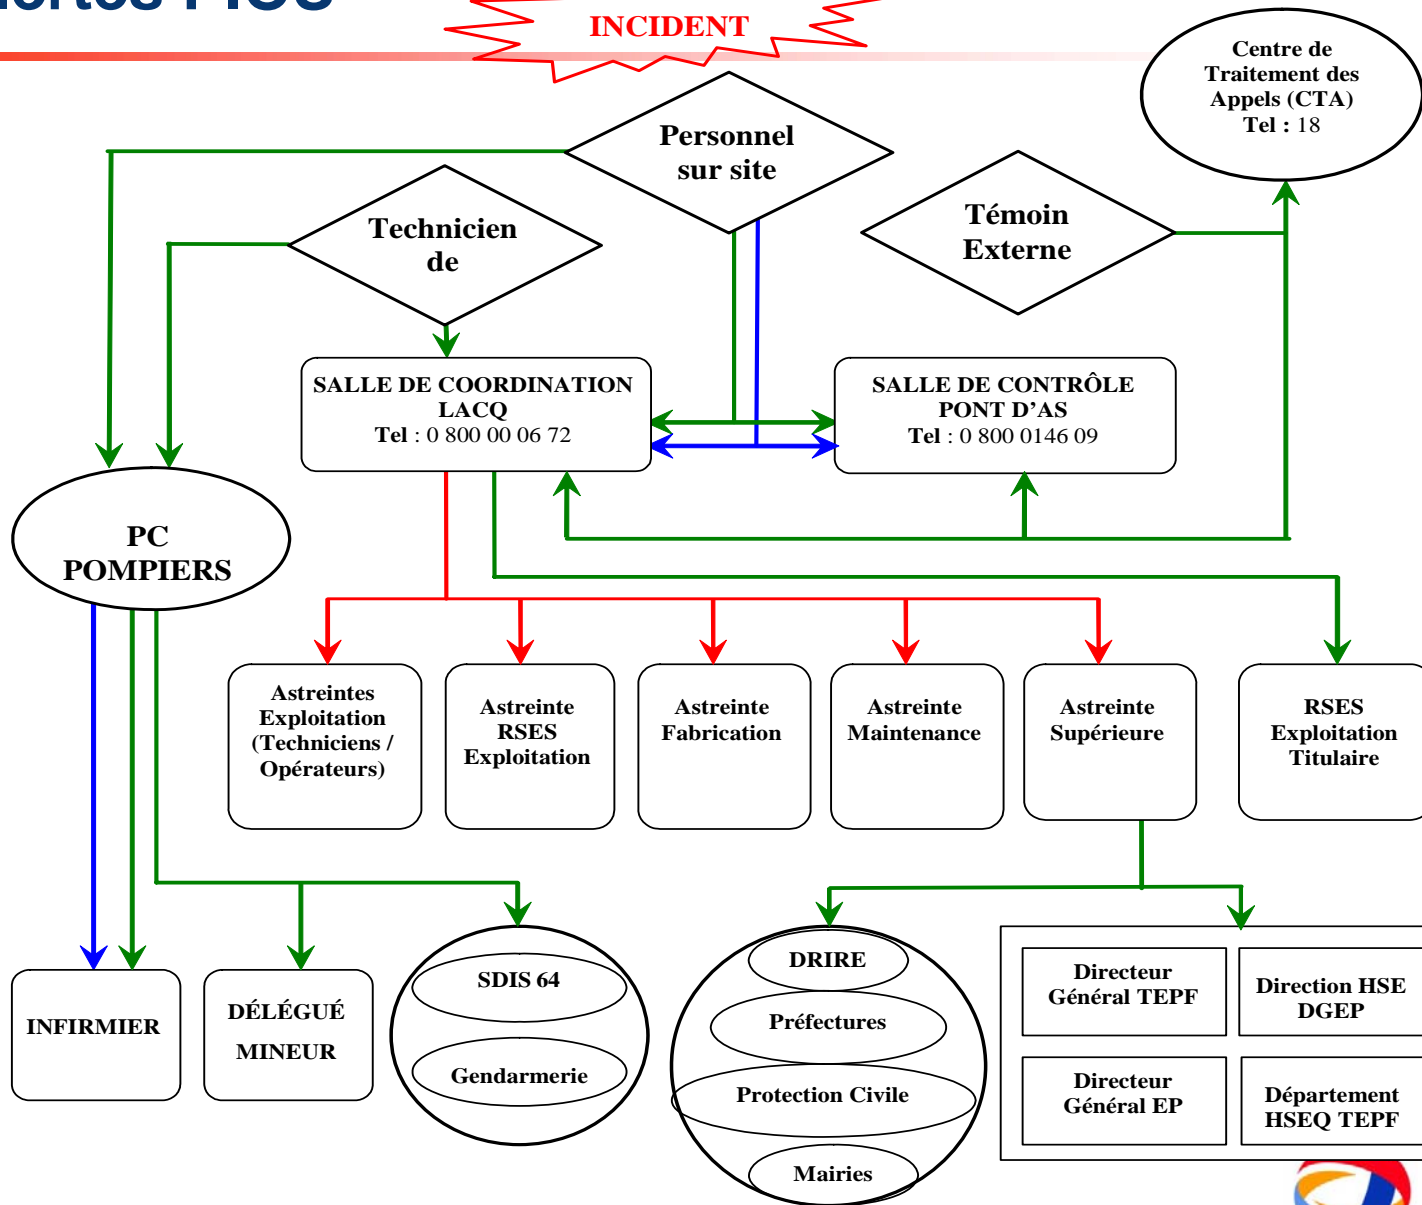 INCIDENT
Centre de
Traitement des
Appels (CTA)
Tel : 18
Personnel
sur site
Technicien
de
Témoin
Externe
SALLE DE COORDINATION
LACQ
Tel : 0 800 00 06 72
SALLE DE CONTRÔLE
PONT D’AS
Tel : 0 800 0146 09
PC
POMPIERS
Astreintes
Exploitation
(Techniciens /
Opérateurs)
Astreinte
RSES
Exploitation
Astreinte
Fabrication
Astreinte
Maintenance
Astreinte
Supérieure
RSES
Exploitation
Titulaire
INFIRMIER
DÉLÉGUÉ
MINEUR
SDIS 64
Gendarmerie
DRIRE
Préfectures
Protection Civile
Mairies
Directeur
Général TEPF
Direction HSE
DGEP
Directeur
Général EP
Département
HSEQ TEPF